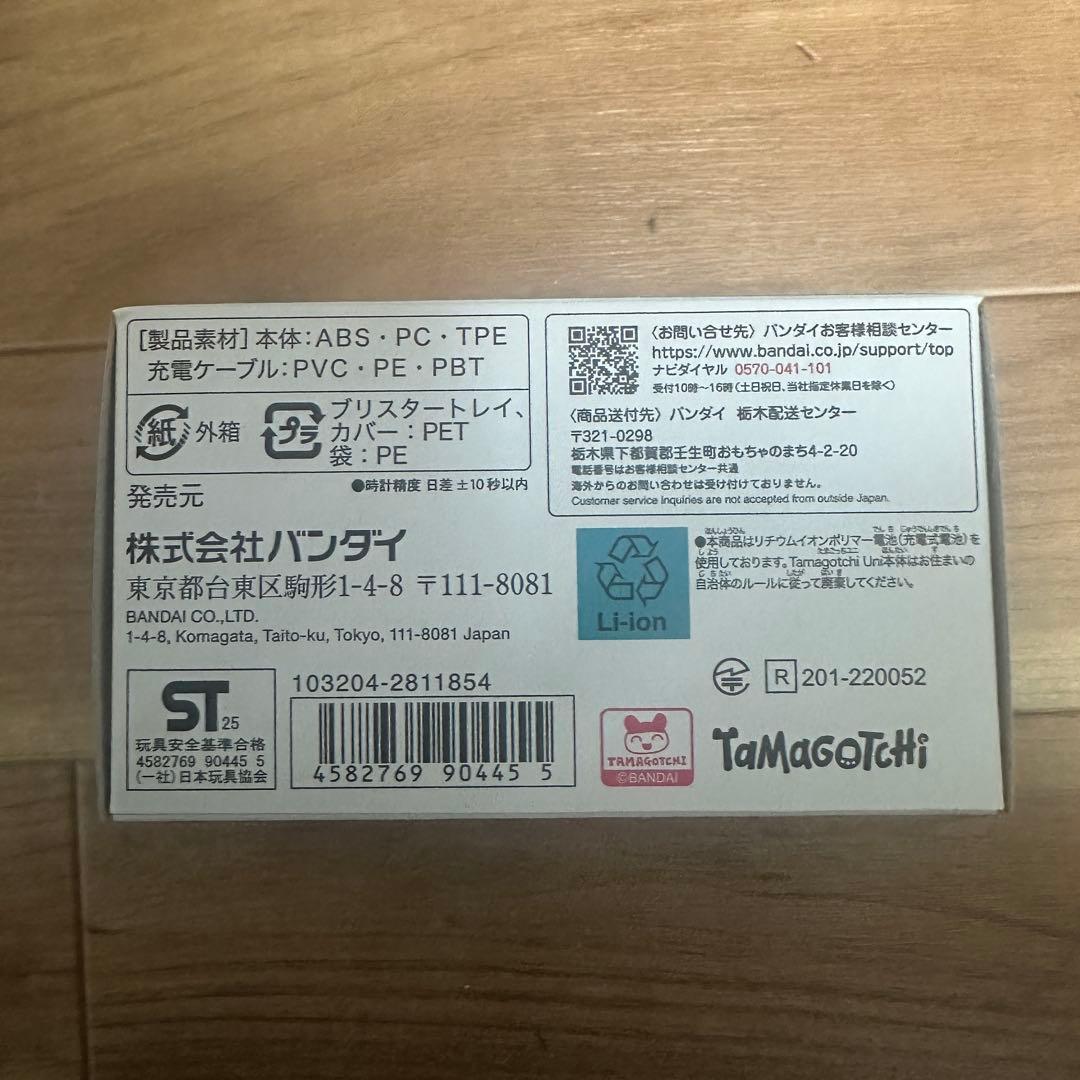 [製品素材]本体：ABS・PC・TPE
充電ケーブル：PVC・PE・PBT
紙 外箱
プラ ブリスタートレイ、
カバー：PET
袋：PE
●時計精度 日差±10秒以内
発売元
株式会社バンダイ
東京都台東区駒形1-4-8 〒111-8081
BANDAI CO.,LTD.
1-4-8, Komagata, Taito-ku, Tokyo, 111-8081 Japan
〈お問い合せ先〉バンダイお客様相談センター
https://www.bandai.co.jp/support/top
ナビダイヤル 0570-041-101
受付10時～16時（土日祝日、当社指定休業日を除く）
〈商品送付先〉バンダイ 栃木配送センター
〒321-0298
栃木県下都賀郡壬生町おもちゃのまち4-2-20
電話番号はお客様相談センター共通
海外からのお問い合わせは受け付けておりません。
Customer service inquiries are not accepted from outside Japan.
Li-ion
●本商品はリチウムイオンポリマー電池（充電式電池）を
使用しております。Tamagotchi Uni本体はお住まいの
自治体のルールに従って廃棄してください。
R 201-220052
ST 25
玩具安全基準合格
4582769 90445 5
（一社）日本玩具協会
103204-2811854
4582769 90445 5
TAMAGOTCHI
©BANDAI
TaMaGoTCHi